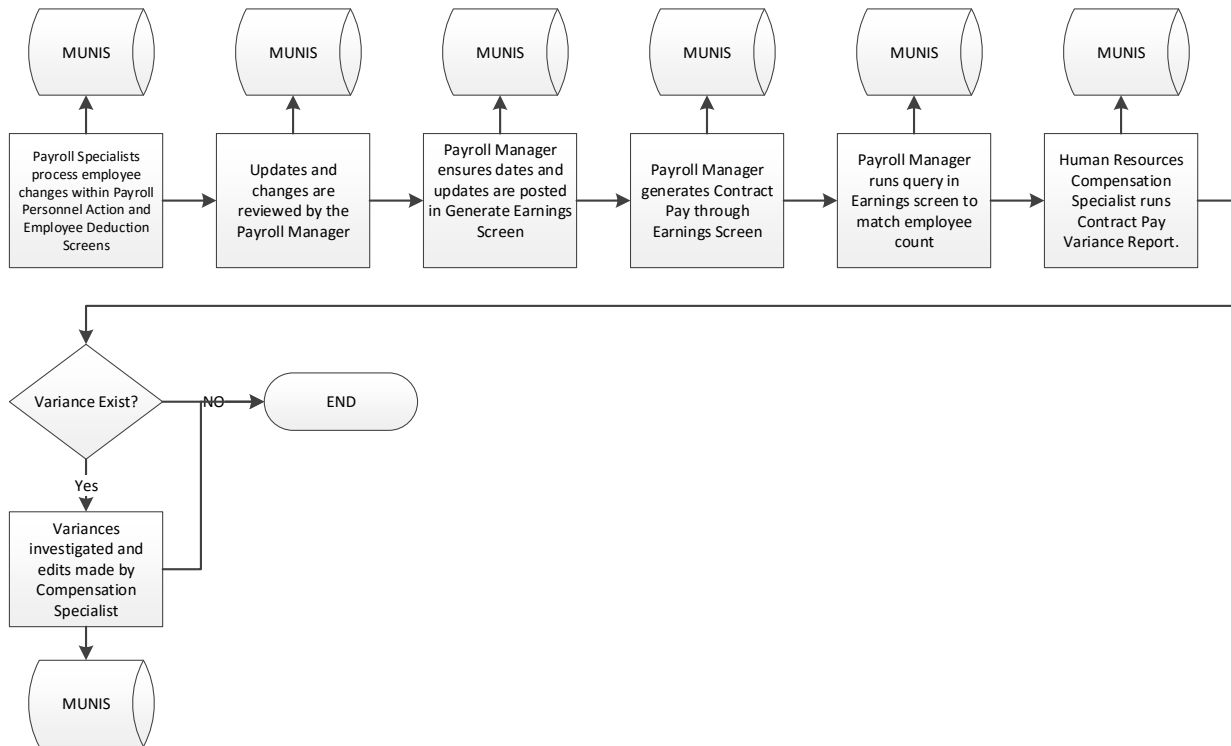 MUNIS
MUNIS
MUNIS
MUNIS
MUNIS
MUNIS
Payroll Specialists
process employee
changes within Payroll
Personnel Action and
Employee Deduction
Screens
Updates and
changes are
reviewed by the
Payroll Manager
Payroll Manager
ensures dates and
updates are posted
in Generate Earnings
Screen
Payroll Manager
generates Contract
Pay through
Earnings Screen
Payroll Manager
runs query in
Earnings screen to
match employee
count
Human Resources
Compensation
Specialist runs
Contract Pay
Variance Report.
Variance Exist?
NO
END
Yes
Variances
investigated and
edits made by
Compensation
Specialist
MUNIS